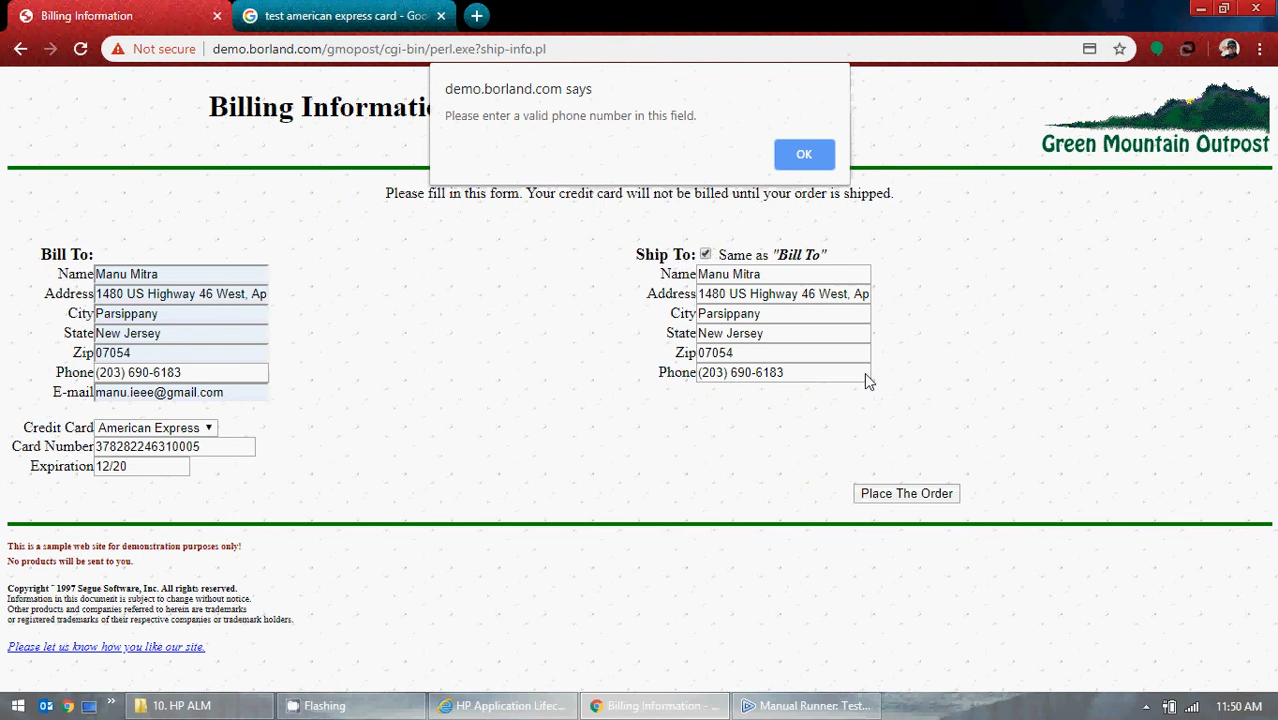 Billing Information
test american express card - Goo
Not secure
demo.borland.com/gmopost/cgi-bin/perl.exe?ship-info.pl
demo.borland.com says
Please enter a valid phone number in this field.
OK
Billing Informatio
Green Mountain Outpost
Please fill in this form. Your credit card will not be billed until your order is shipped.
Bill To:
Name Manu Mitra
Address 1480 US Highway 46 West, Ap
City Parsippany
State New Jersey
Zip 07054
Phone (203) 690-6183
E-mail manu.ieee@gmail.com
Credit Card American Express
Card Number 378282246310005
Expiration 12/20
Ship To: Same as "Bill To"
Name Manu Mitra
Address 1480 US Highway 46 West, Ap
City Parsippany
State New Jersey
Zip 07054
Phone (203) 690-6183
Place The Order
This is a sample web site for demonstration purposes only!
No products will be sent to you.
Copyright ¨ 1997 Segue Software, Inc. All rights reserved.
Information in this document is subject to change without notice.
Other products and companies referred to herein are trademarks
or registered trademarks of their respective companies or trademark holders.
Please let us know how you like our site.
10. HP ALM
Flashing
HP Application Lifec...
Billing Information - ...
Manual Runner: Test...
11:50 AM